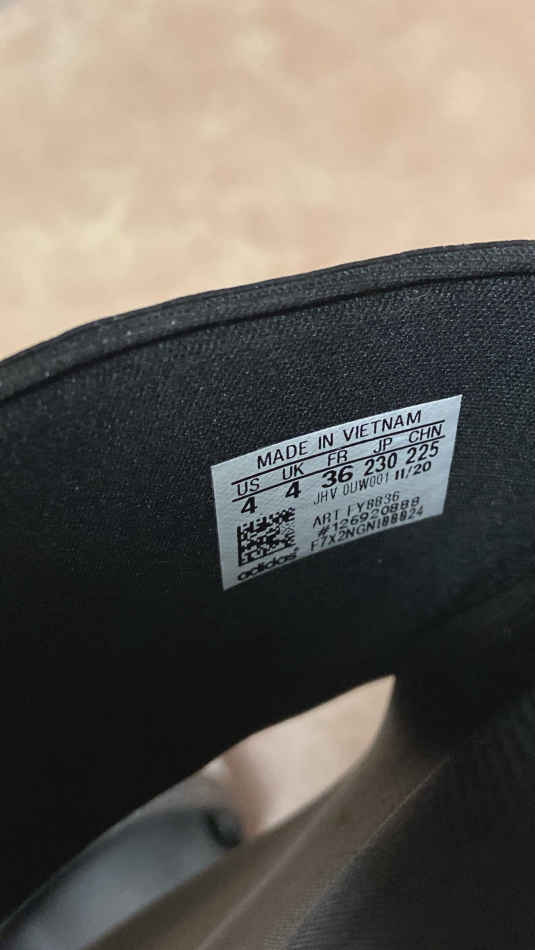 MADE IN VIETNAM
US UK FR JP CHN
4 4 36 230 225
JHV 0UW001 11/20
ART FY8836
#126920888
F7X2NGN188824
adidas